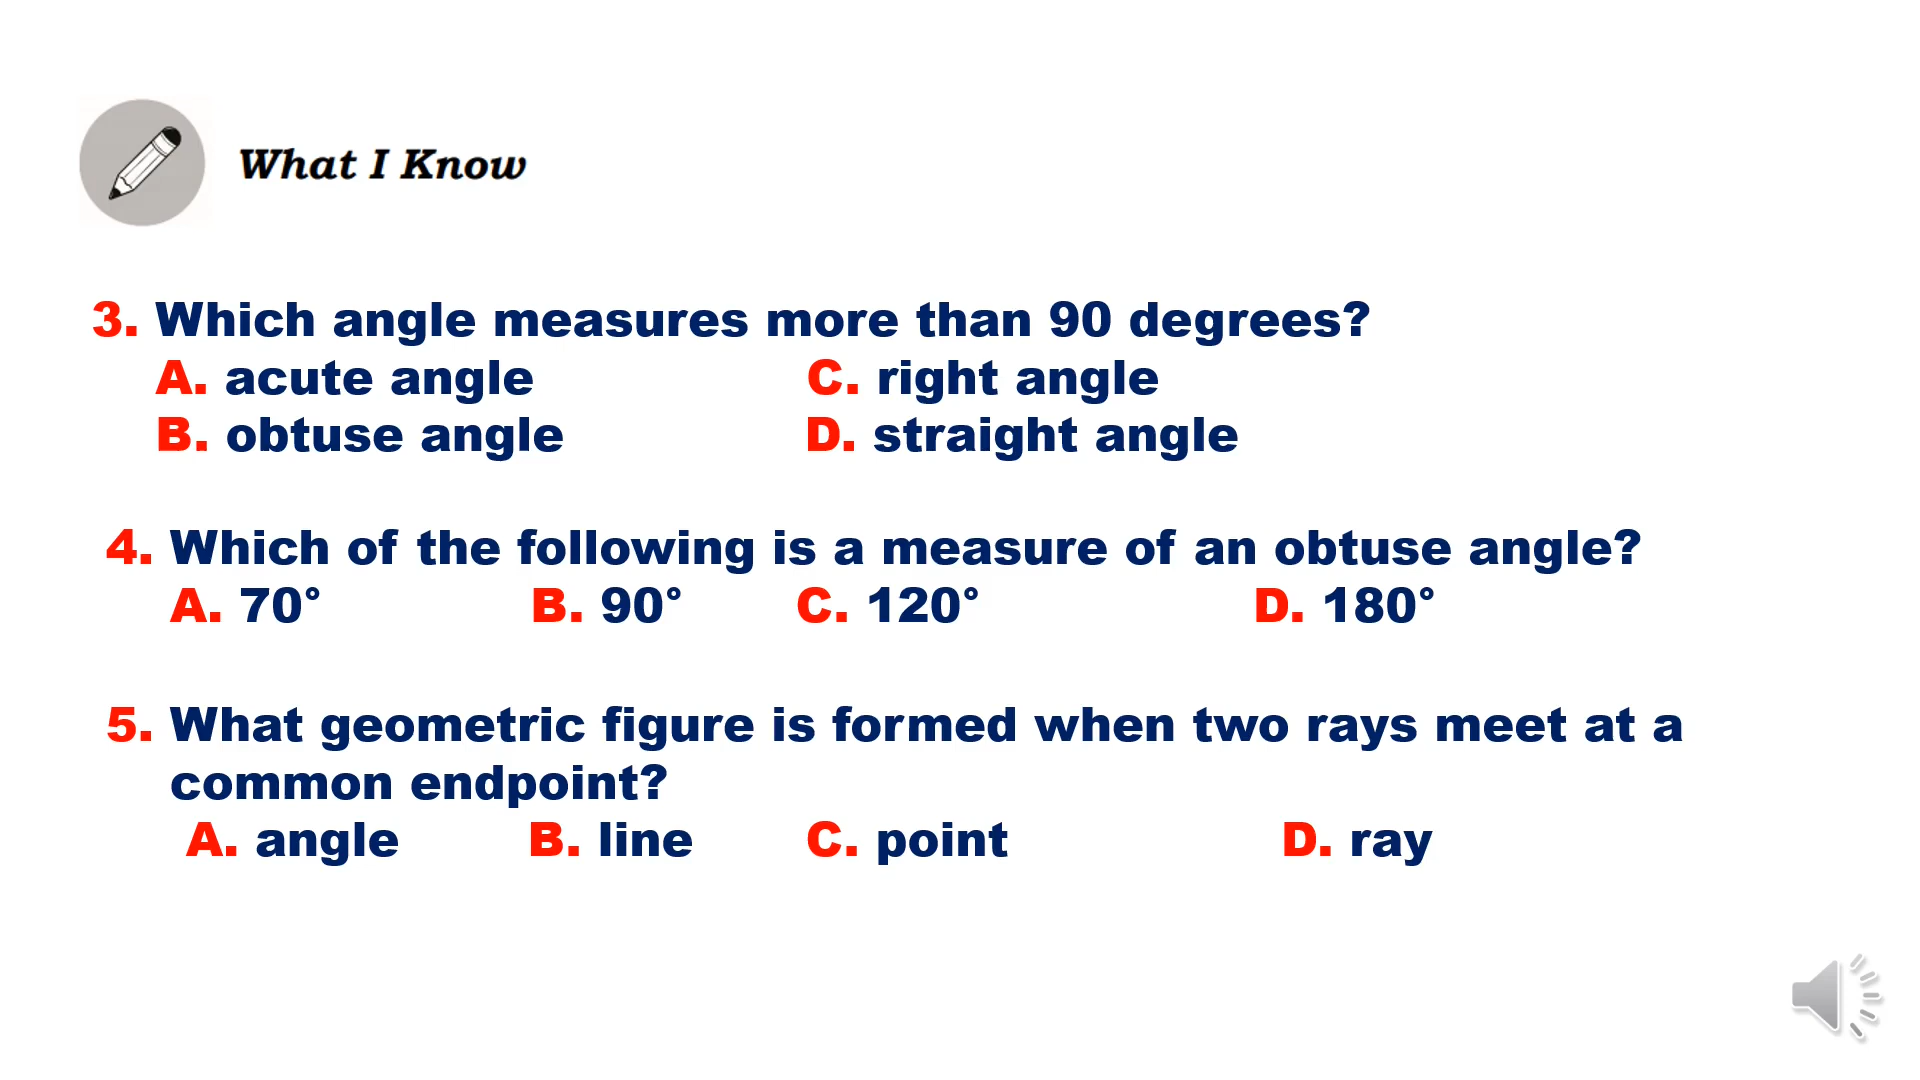 What I Know
3. Which angle measures more than 90 degrees?
A. acute angle C. right angle
B. obtuse angle D. straight angle
4. Which of the following is a measure of an obtuse angle?
A. 70° B. 90° C. 120° D. 180°
5. What geometric figure is formed when two rays meet at a
common endpoint?
A. angle B. line C. point D. ray